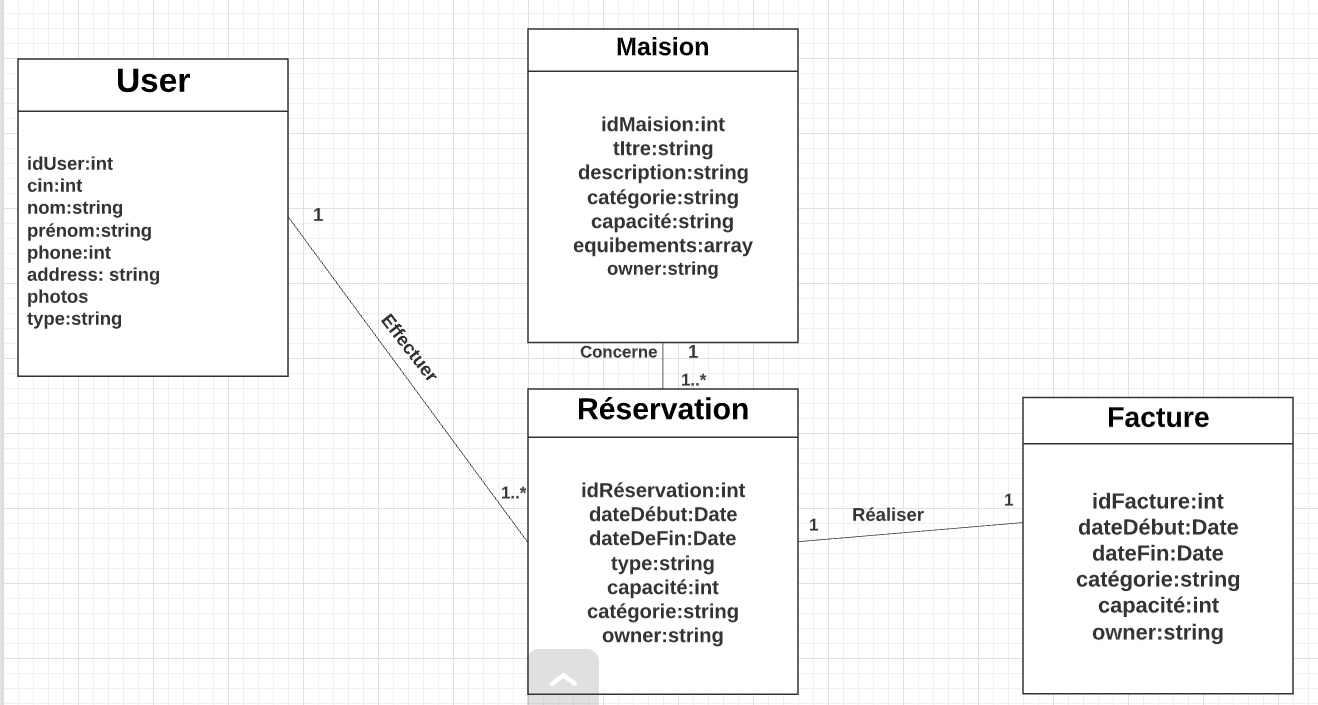 User
idUser:int
cin:int
nom:string
prénom:string
phone:int
address: string
photos
type:string
1
Effectuer
1..*
Maision
idMaision:int
tItre:string
description:string
catégorie:string
capacité:string
equibements:array
owner:string
Concerne
1
1..*
Réservation
idRéservation:int
dateDébut:Date
dateDeFin:Date
type:string
capacité:int
catégorie:string
owner:string
1
Réaliser
1
Facture
idFacture:int
dateDébut:Date
dateFin:Date
catégorie:string
capacité:int
owner:string